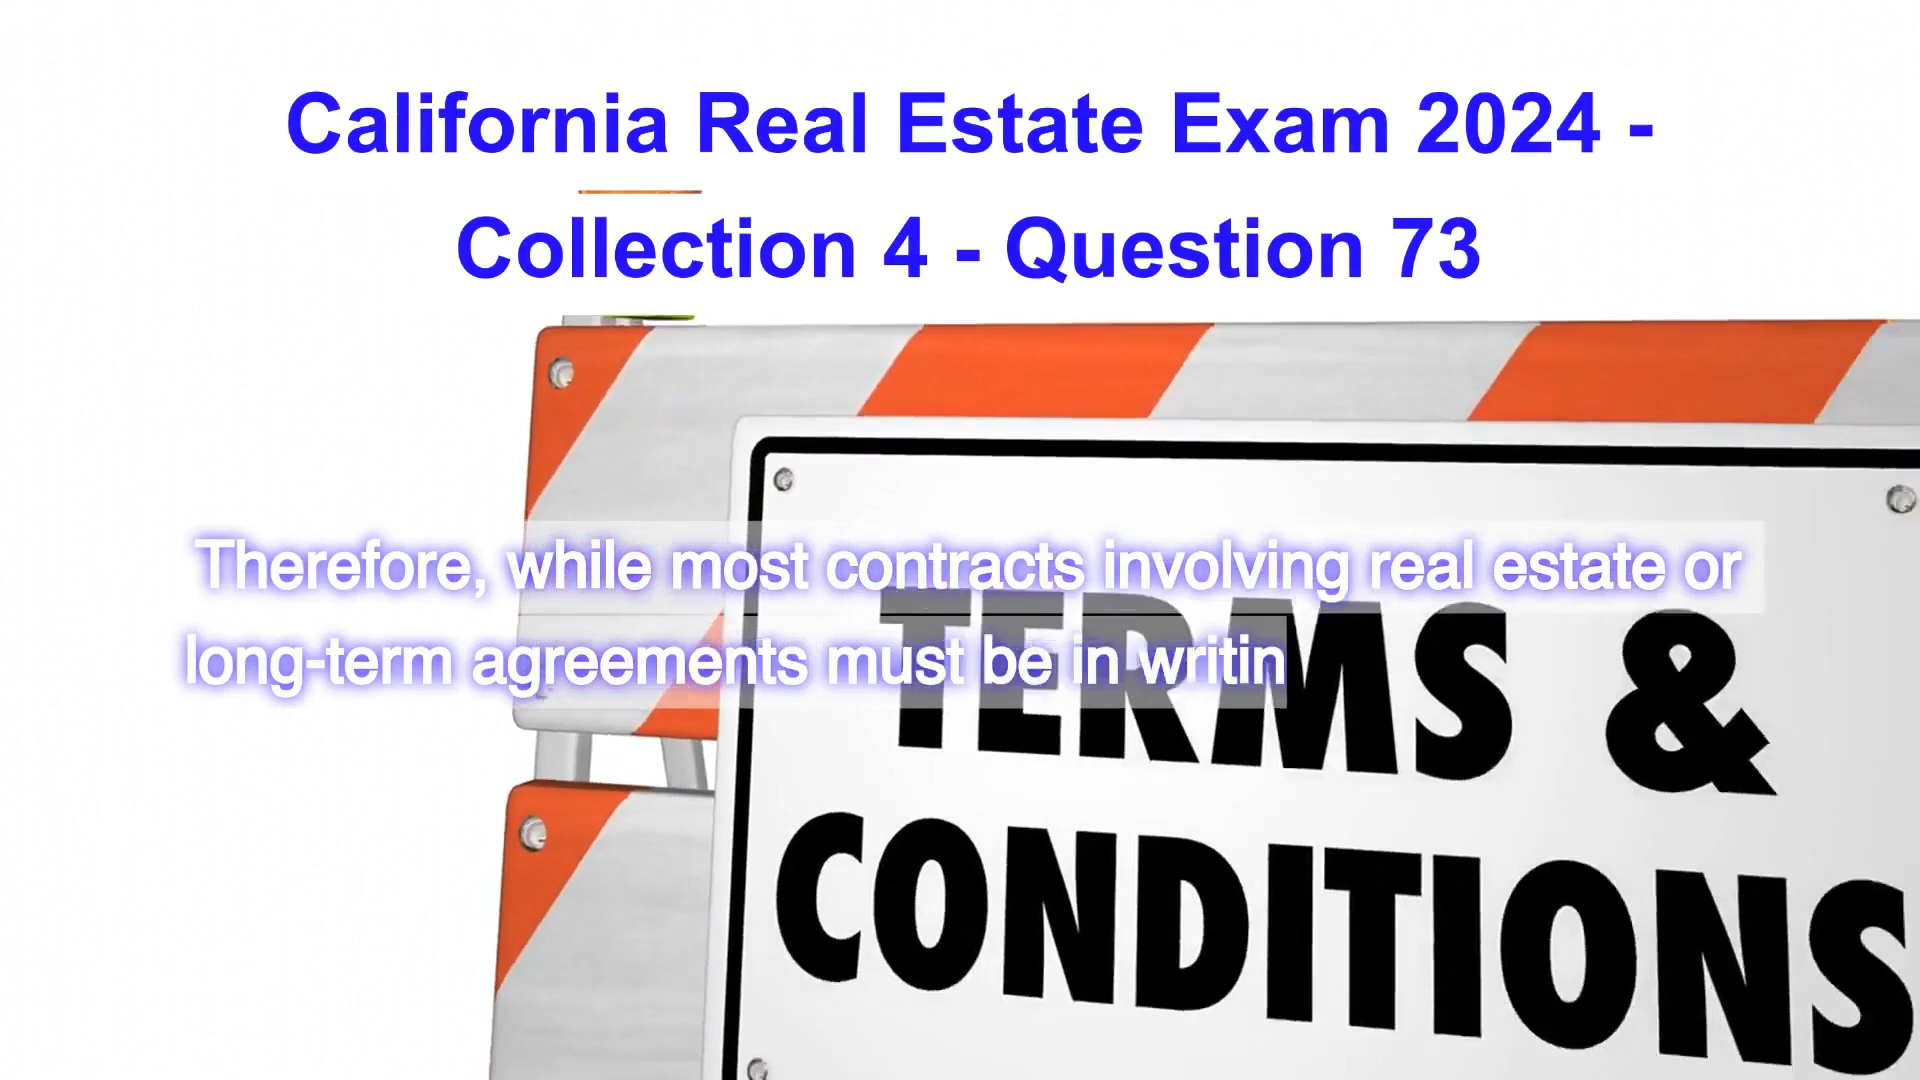 California Real Estate Exam 2024 -
Collection 4 - Question 73
Therefore, while most contracts involving real estate or
long-term agreements must be in writin
TERMS &
CONDITIONS